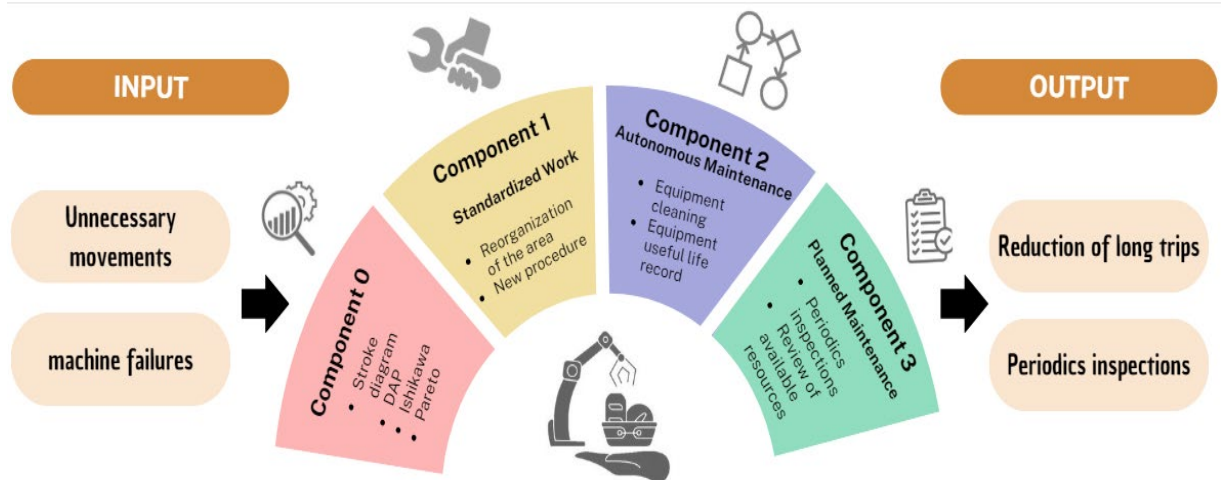 INPUT
Unnecessary
movements
machine failures
Component 0
• Stroke
diagram
• DAP
• Ishikawa
• Pareto
Component 1
Standardized Work
• Reorganization
of the area
• New procedure
Component 2
Autonomous Maintenance
• Equipment
cleaning
• Equipment
useful life
record
Component 3
Planned Maintenance
• Periodics
inspections
• Review of
available
resources
OUTPUT
Reduction of long trips
Periodics inspections